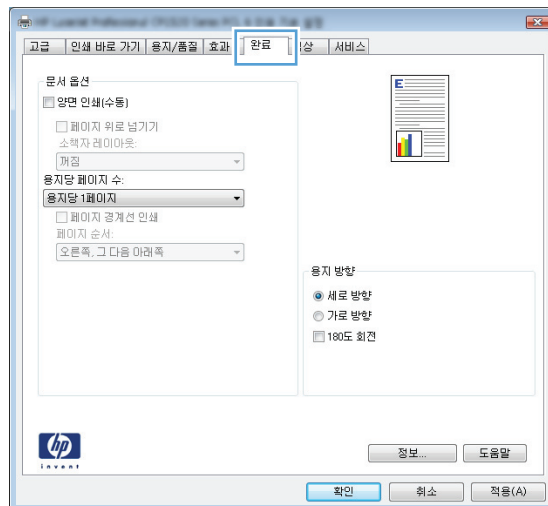 고급 인쇄 바로 가기 용지/품질 효과 완료 서비스
문서 옵션
양면 인쇄(수동)
페이지 위로 넘기기
소책자 레이아웃:
꺼짐
용지당 페이지 수:
용지당 1페이지
페이지 경계선 인쇄
페이지 순서:
오른쪽, 그 다음 아래쪽
E
용지 방향
세로 방향
가로 방향
180도 회전
hp
invent
정보... 도움말
확인 취소 적용(A)